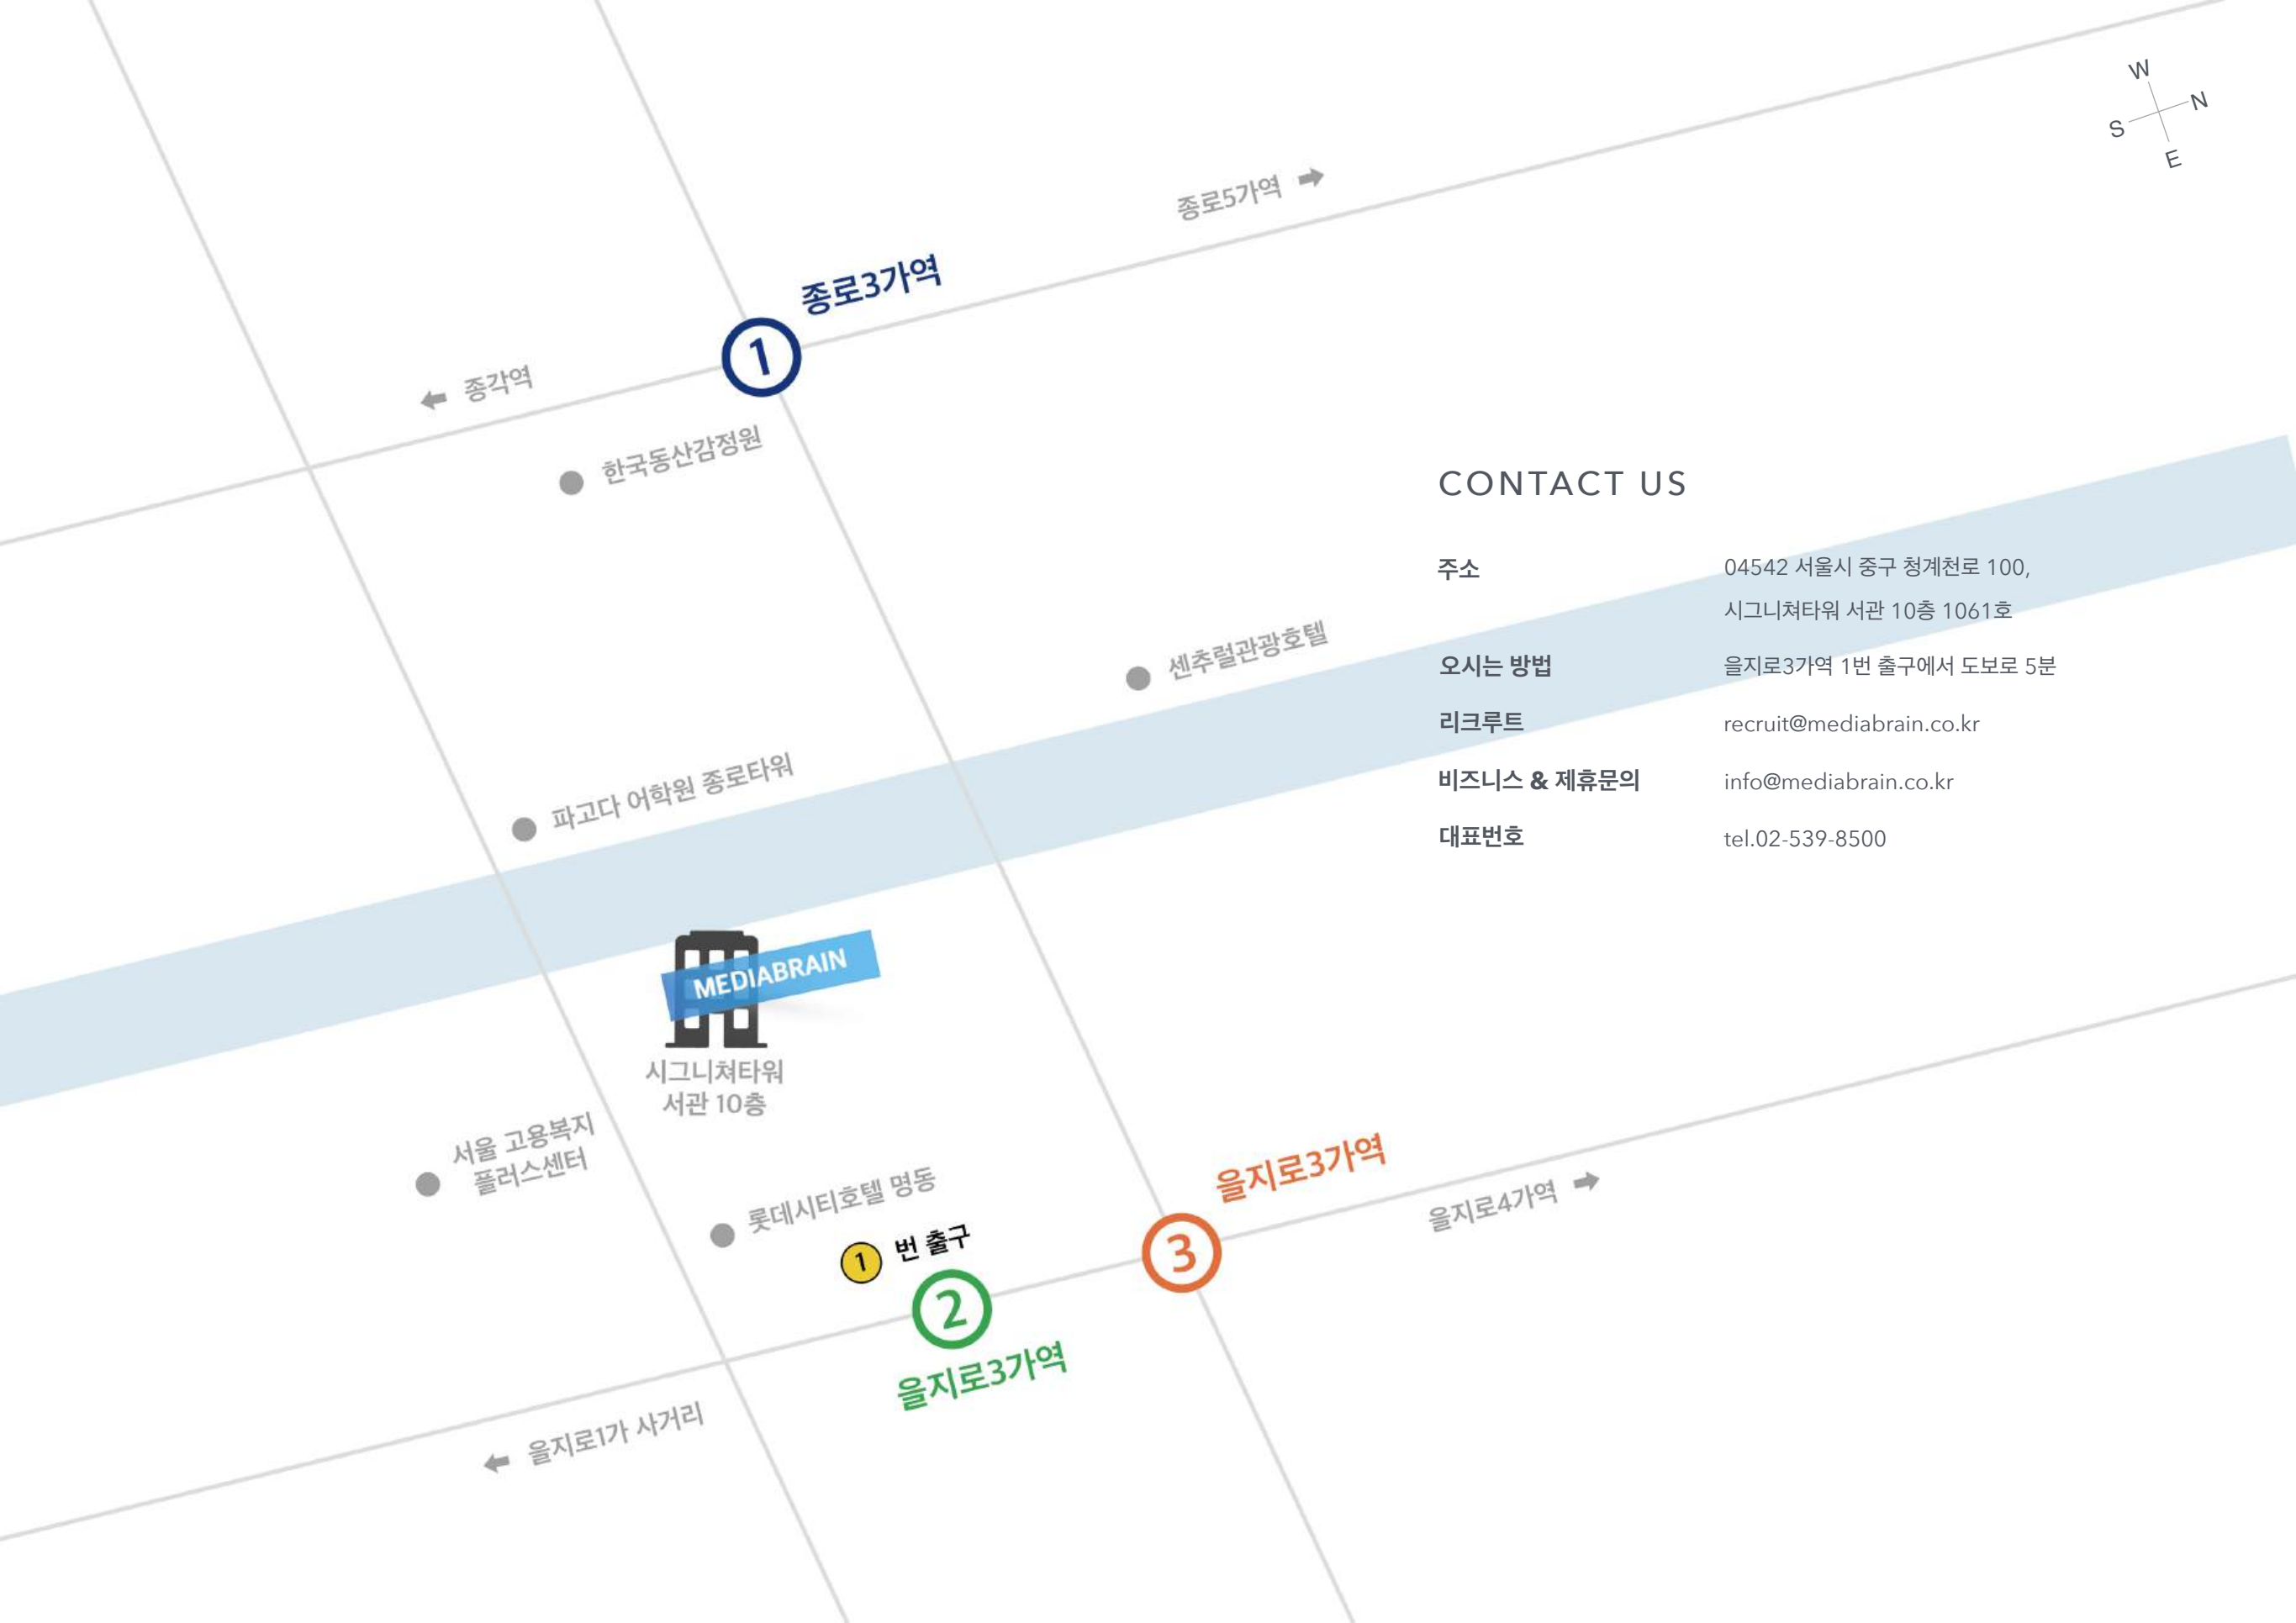 W
N
S
E
종로5가역
종로3가역
1
종각역
한국동산감정원
CONTACT US
주소
04542 서울시 중구 청계천로 100,
시그니쳐타워 서관 10층 1061호
오시는 방법
을지로3가역 1번 출구에서 도보로 5분
리크루트
recruit@mediabrain.co.kr
비즈니스 & 제휴문의
info@mediabrain.co.kr
대표번호
tel.02-539-8500
센추럴관광호텔
파고다 어학원 종로타워
MEDIABRAIN
시그니쳐타워
서관 10층
서울 고용복지
플러스센터
롯데시티호텔 명동
1 번 출구
2
을지로3가역
을지로3가역
3
을지로4가역
을지로1가 사거리